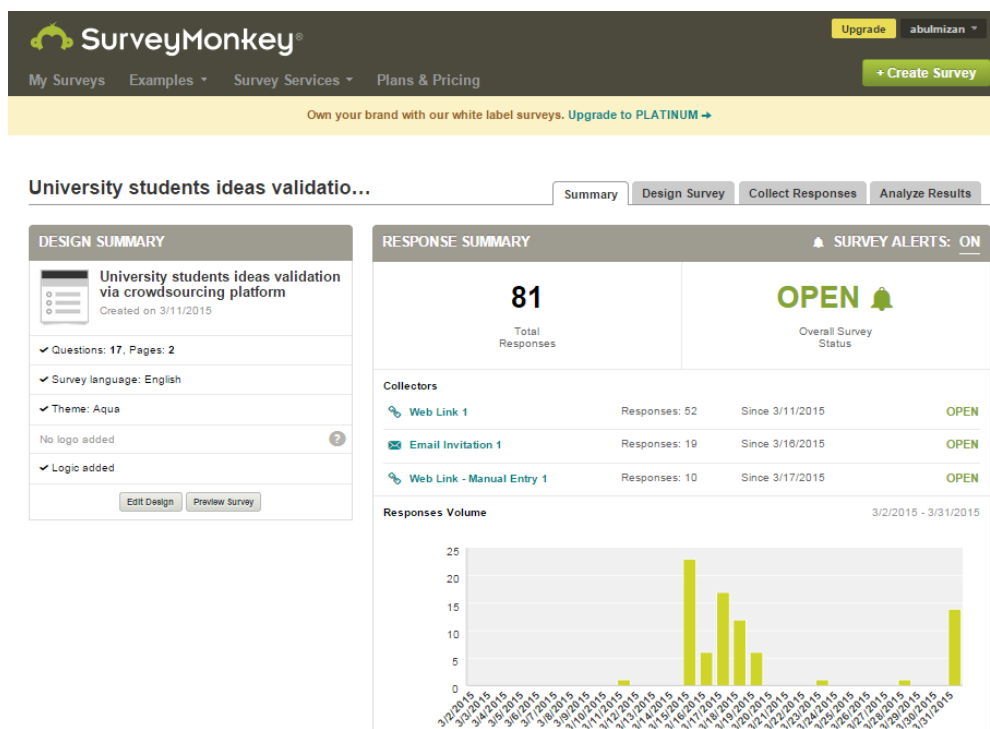 SurveyMonkey®
Upgrade abulmizan
My Surveys Examples Survey Services Plans & Pricing
+ Create Survey
Own your brand with our white label surveys. Upgrade to PLATINUM →
University students ideas validatio...
Summary Design Survey Collect Responses Analyze Results
DESIGN SUMMARY
University students ideas validation
via crowdsourcing platform
Created on 3/11/2015
✔ Questions: 17, Pages: 2
✔ Survey language: English
✔ Theme: Aqua
No logo added ?
✔ Logic added
Edit Design Preview Survey
RESPONSE SUMMARY
SURVEY ALERTS: ON
81
Total
Responses
OPEN
Overall Survey
Status
Collectors
Web Link 1 Responses: 52 Since 3/11/2015 OPEN
Email Invitation 1 Responses: 19 Since 3/16/2015 OPEN
Web Link - Manual Entry 1 Responses: 10 Since 3/17/2015 OPEN
Responses Volume 3/2/2015 - 3/31/2015
25
20
15
10
5
0
3/2/2015
3/3/2015
3/4/2015
3/5/2015
3/6/2015
3/7/2015
3/8/2015
3/9/2015
3/10/2015
3/11/2015
3/12/2015
3/13/2015
3/14/2015
3/15/2015
3/16/2015
3/17/2015
3/18/2015
3/19/2015
3/20/2015
3/21/2015
3/22/2015
3/23/2015
3/24/2015
3/25/2015
3/26/2015
3/27/2015
3/28/2015
3/29/2015
3/30/2015
3/31/2015